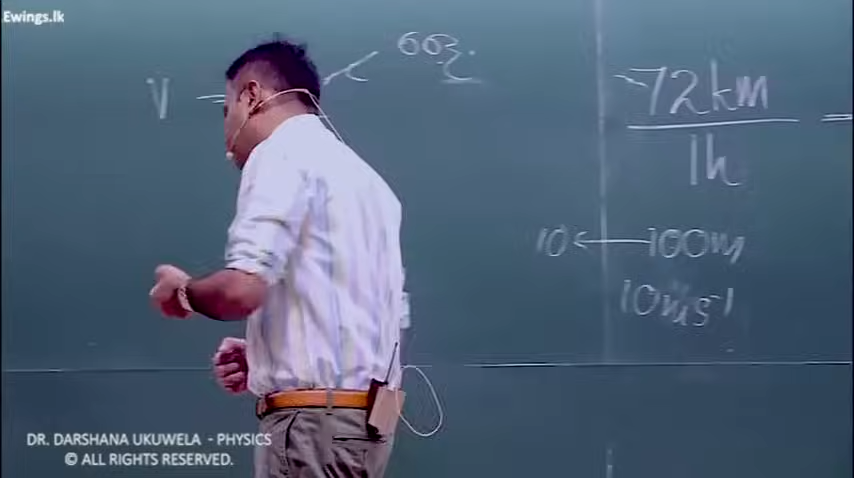 Ewings.lk
V
72km
1h
10 ← 100m
10ms⁻¹
DR. DARSHANA UKUWELA - PHYSICS
© ALL RIGHTS RESERVED.